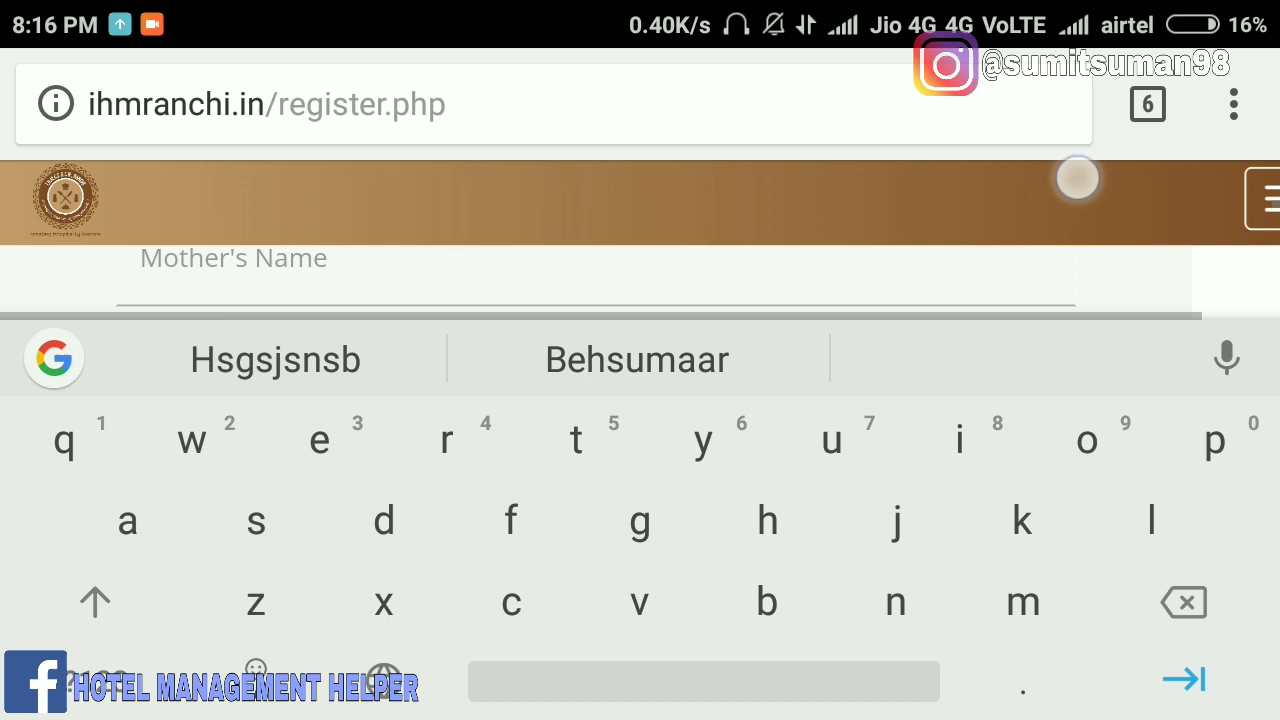 8:16 PM 0.40K/s Jio 4G 4G VoLTE airtel 16%
@sumitsuman98
ihmranchi.in/register.php 6
Mother's Name
G Hsgsjsnsb Behsumaar
q 1 w 2 e 3 r 4 t 5 y 6 u 7 i 8 o 9 p 0
a s d f g h j k l
z x c v b n m
f HOTEL MANAGEMENT HELPER .